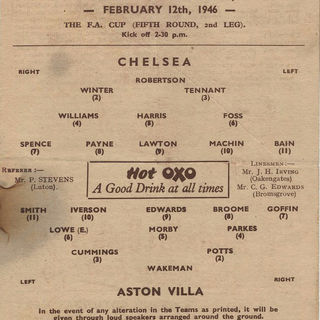 — FEBRUARY 12th, 1946 —
THE F.A. CUP (FIFTH ROUND, 2nd LEG).
Kick off 2-30 p.m.
CHELSEA
RIGHT LEFT
ROBERTSON
WINTER TENNANT
(2) (3)
WILLIAMS HARRIS FOSS
(4) (5) (6)
SPENCE PAYNE LAWTON MACHIN BAIN
(7) (8) (9) (10) (11)
REFEREE :—
Mr. P. STEVENS
(Luton).
Hot OXO
A Good Drink at all times
LINESMEN :—
Mr. J. H. IRVING
(Oakengates)
Mr. C. G. EDWARDS
(Bromsgrove)
SMITH IVERSON EDWARDS BROOME GOFFIN
(11) (10) (9) (8) (7)
LOWE (E.) MORBY PARKES
(6) (5) (4)
CUMMINGS POTTS
(3) (2)
WAKEMAN
LEFT RIGHT
ASTON VILLA
In the event of any alteration in the Teams as printed, it will be
given through loud speakers arranged around the ground.